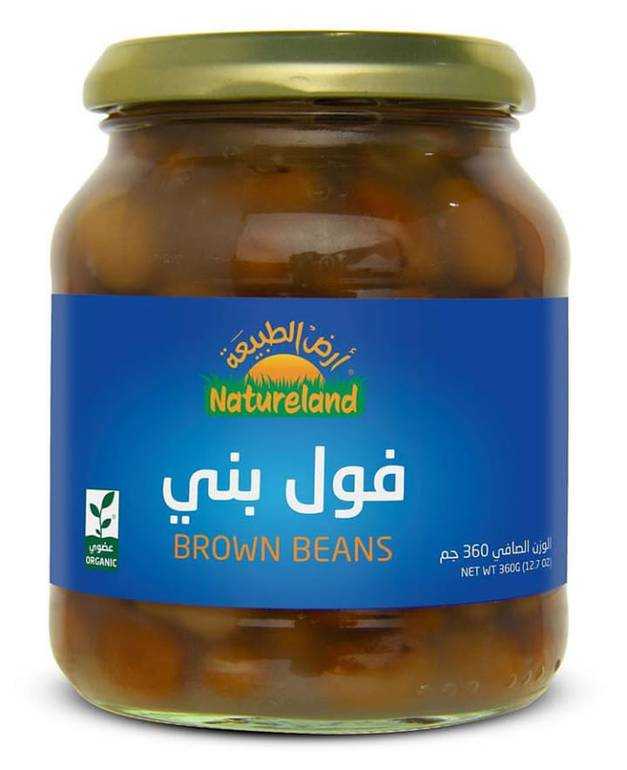 أرض الطبيعة
®
Natureland
فول بني
BROWN BEANS
عضوي
ORGANIC
الوزن الصافي 360 جم
NET WT 360G (12.7 OZ)